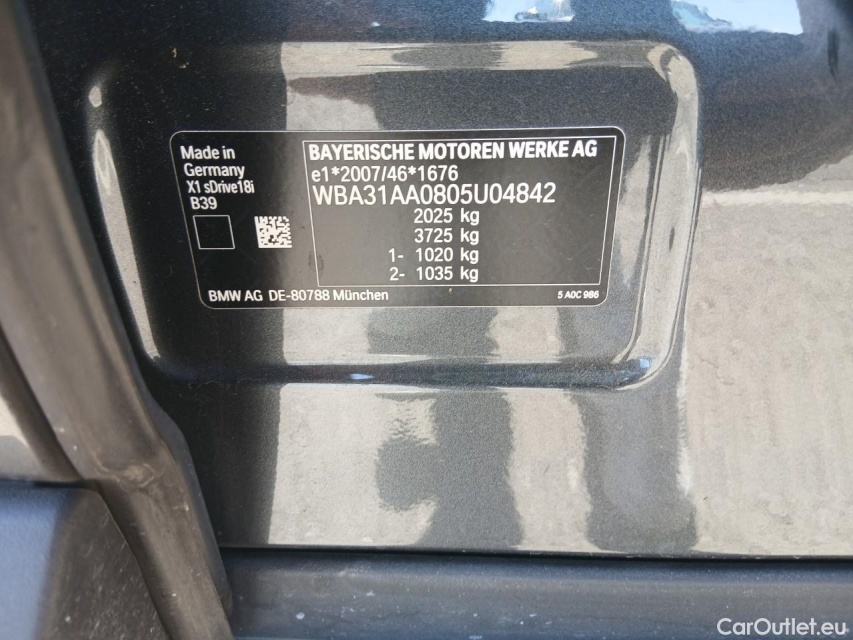 Made in
Germany
X1 sDrive18i
B39
BAYERISCHE MOTOREN WERKE AG
e1*2007/46*1676
WBA31AA0805U04842
2025 kg
3725 kg
1- 1020 kg
2- 1035 kg
BMW AG DE-80788 München
5 A0C 986
CarOutlet.eu